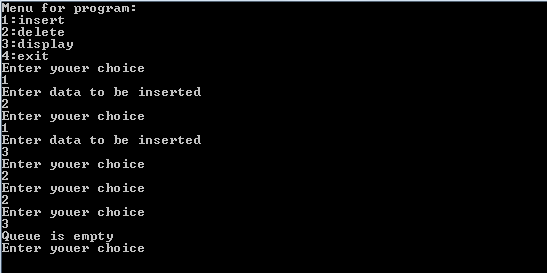 Menu for program:
1:insert
2:delete
3:display
4:exit
Enter youer choice
1
Enter data to be inserted
2
Enter youer choice
1
Enter data to be inserted
3
Enter youer choice
2
Enter youer choice
2
Enter youer choice
3
Queue is empty
Enter youer choice